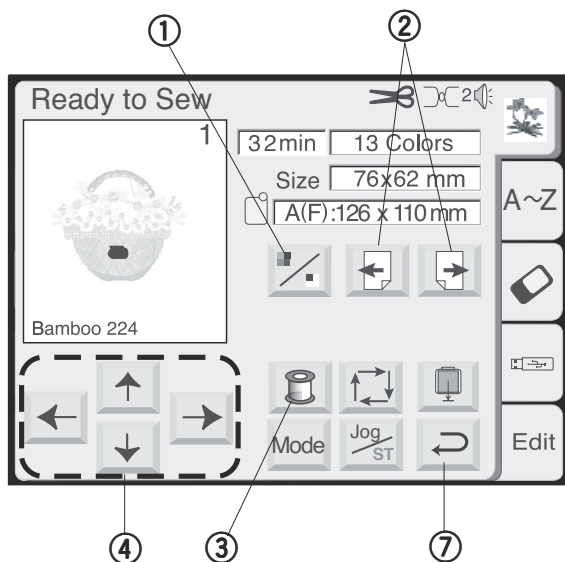 ① ②
Ready to Sew 2
1 32min 13 Colors
Size 76x62 mm
A(F):126 x 110mm
A~Z
Bamboo 224
Mode Jog/ST Edit
④ ③ ⑦